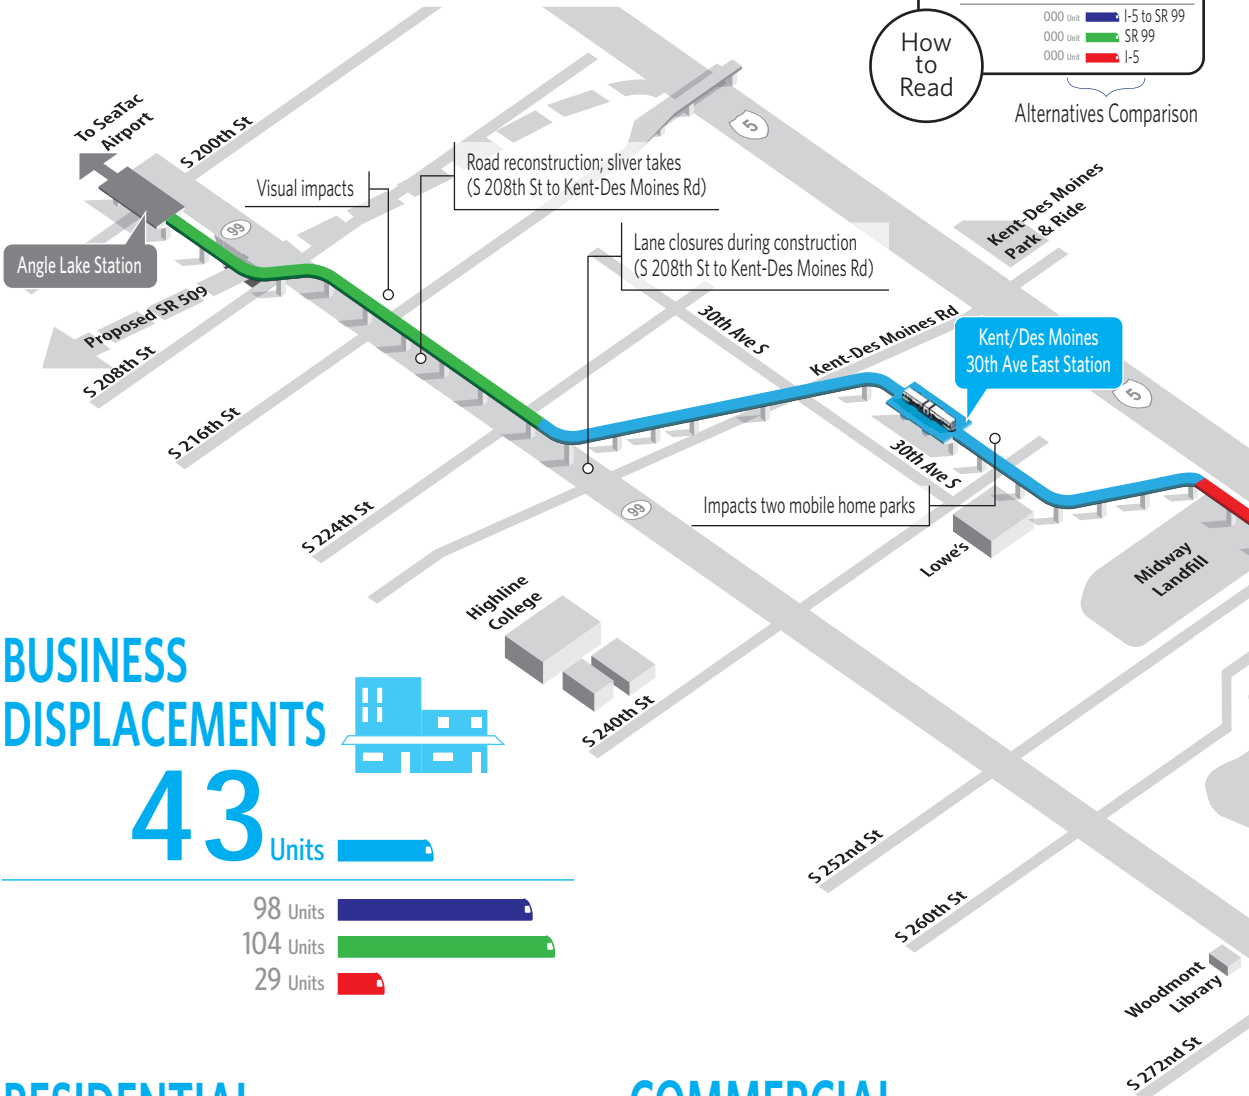 000 Unit I-5 to SR 99
000 Unit SR 99
000 Unit I-5
How
to
Read
Alternatives Comparison
To SeaTac
Airport
S 200th St
5
Visual impacts
Road reconstruction; sliver takes
(S 208th St to Kent-Des Moines Rd)
99
Angle Lake Station
Lane closures during construction
(S 208th St to Kent-Des Moines Rd)
Kent-Des Moines
Park & Ride
Proposed SR 509
S 208th St
30th Ave S
Kent-Des Moines Rd
Kent/Des Moines
30th Ave East Station
5
S 216th St
30th Ave S
S 224th St
99
Impacts two mobile home parks
Lowe's
Midway
Landfill
Highline
College
S 240th St
BUSINESS
DISPLACEMENTS
43 Units
98 Units
104 Units
29 Units
S 252nd St
S 260th St
Woodmont
Library
S 272nd St
RESIDENTIAL
COMMERCIAL